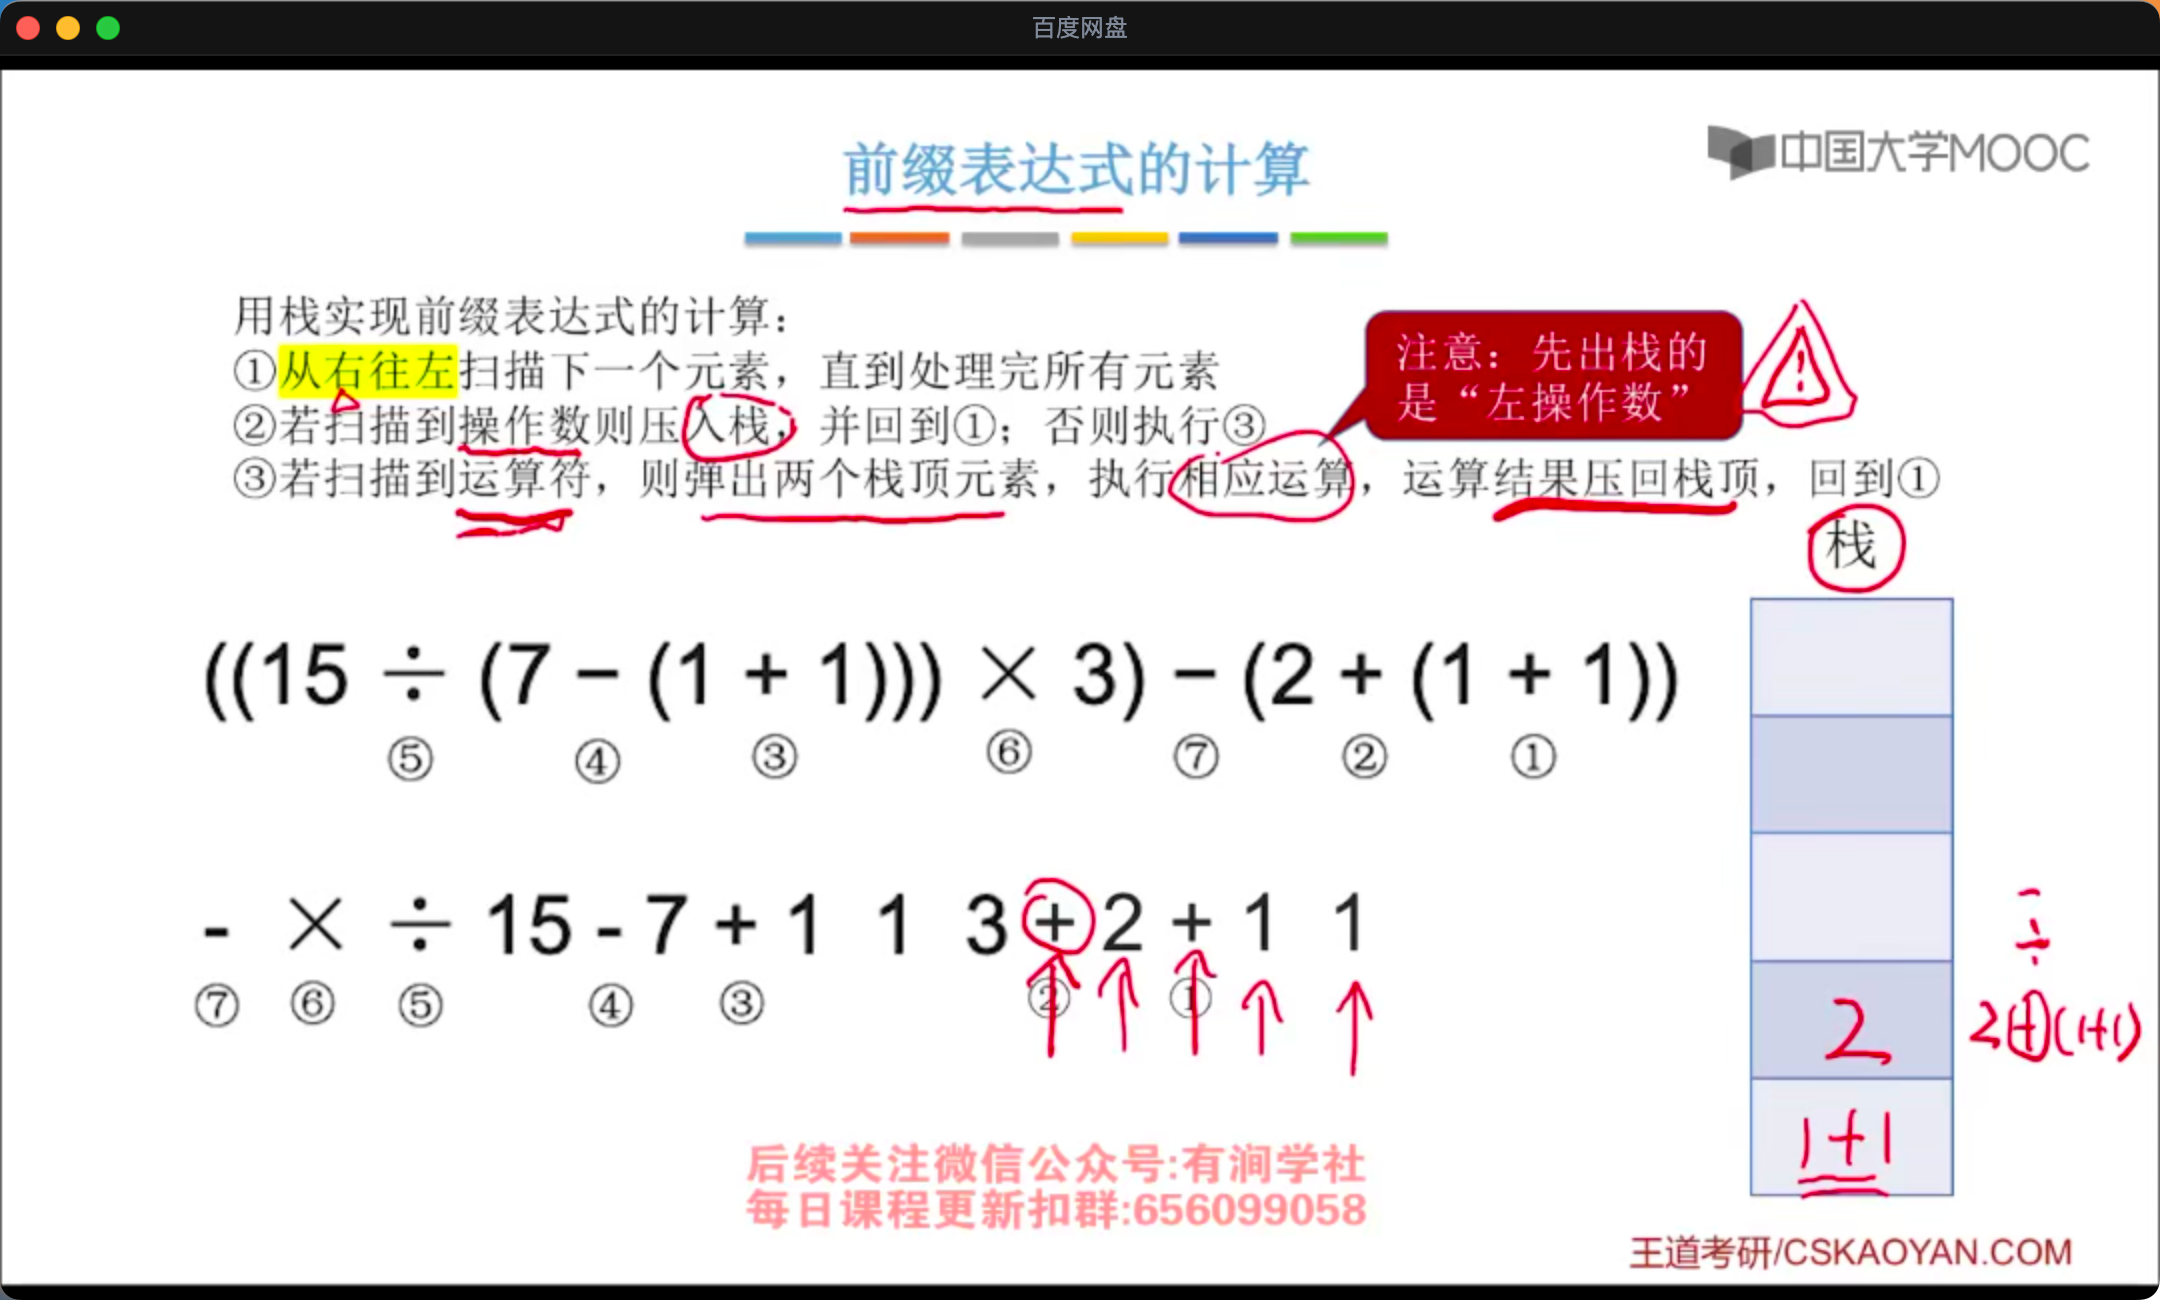 百度网盘
中国大学MOOC
前缀表达式的计算
用栈实现前缀表达式的计算：
①从右往左扫描下一个元素，直到处理完所有元素
②若扫描到操作数则压入栈，并回到①；否则执行③
③若扫描到运算符，则弹出两个栈顶元素，执行相应运算，运算结果压回栈顶，回到①
注意：先出栈的
是“左操作数”
!
栈
((15 ÷ (7 − (1 + 1))) × 3) − (2 + (1 + 1))
⑤ ④ ③ ⑥ ⑦ ② ①
- × ÷ 15 - 7 + 1 1 3 + 2 + 1 1
⑦ ⑥ ⑤ ④ ③ ② ①
-
÷
2
2+(1+1)
1+1
后续关注微信公众号:有涧学社
每日课程更新扣群:656099058
王道考研/CSKAOYAN.COM